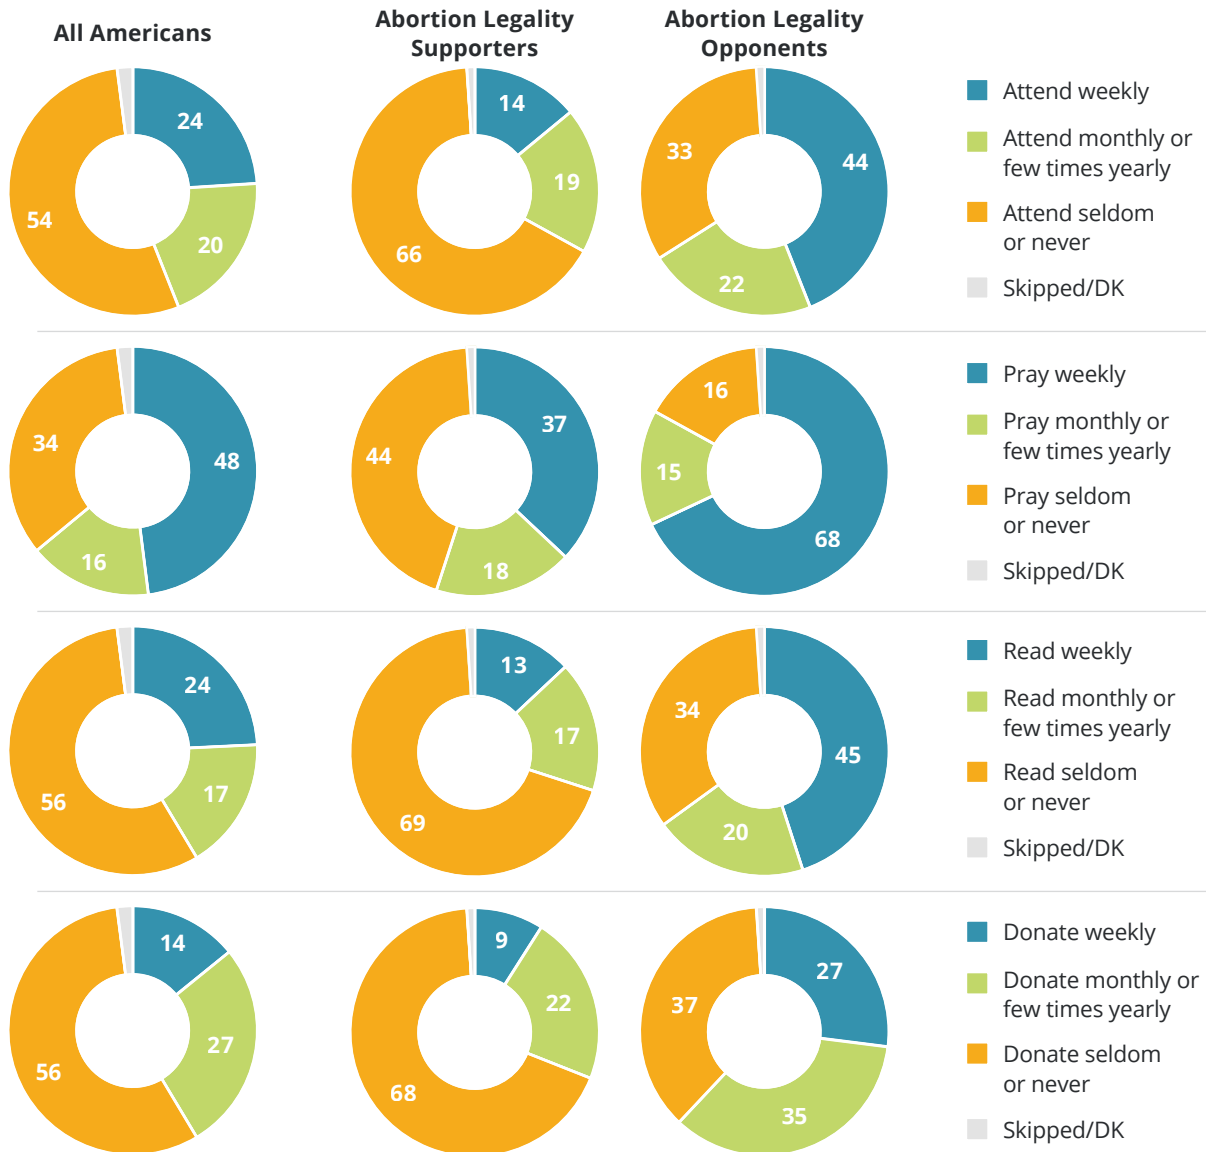 All Americans
Abortion Legality
Supporters
Abortion Legality
Opponents
24
20
54
14
19
66
44
22
33
Attend weekly
Attend monthly or
few times yearly
Attend seldom
or never
Skipped/DK
48
16
34
37
18
44
68
15
16
Pray weekly
Pray monthly or
few times yearly
Pray seldom
or never
Skipped/DK
24
17
56
13
17
69
45
20
34
Read weekly
Read monthly or
few times yearly
Read seldom
or never
Skipped/DK
14
27
56
9
22
68
27
35
37
Donate weekly
Donate monthly or
few times yearly
Donate seldom
or never
Skipped/DK